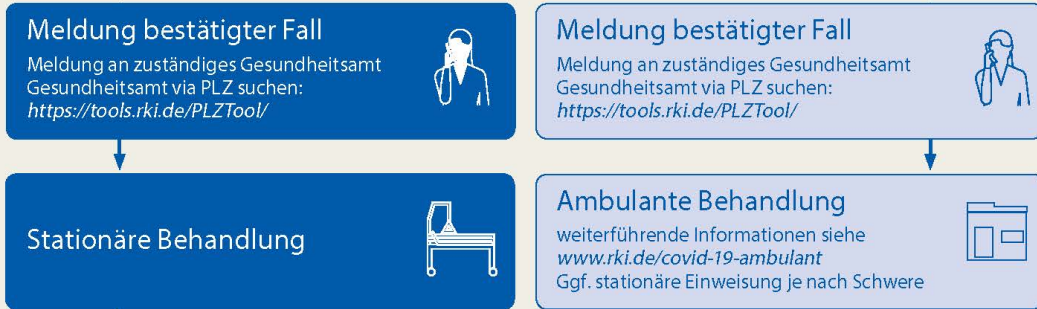 Meldung bestätigter Fall
Meldung an zuständiges Gesundheitsamt
Gesundheitsamt via PLZ suchen:
https://tools.rki.de/PLZTool/
Stationäre Behandlung
Meldung bestätigter Fall
Meldung an zuständiges Gesundheitsamt
Gesundheitsamt via PLZ suchen:
https://tools.rki.de/PLZTool/
Ambulante Behandlung
weiterführende Informationen siehe
www.rki.de/covid-19-ambulant
Ggf. stationäre Einweisung je nach Schwere